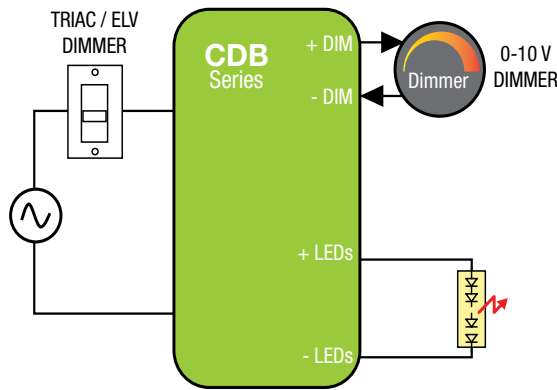 TRIAC / ELV
DIMMER
CDB
Series
+ DIM
- DIM
Dimmer
0-10 V
DIMMER
+ LEDs
- LEDs